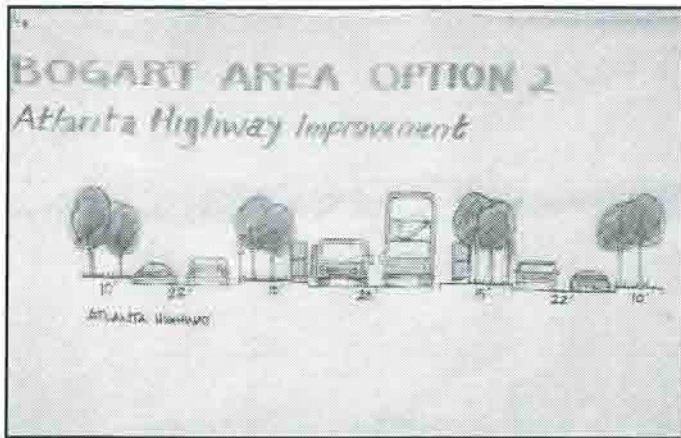 BOGART AREA OPTION 2
Atlanta Highway Improvement
10' 22' 22' 10'
Atlanta Highway